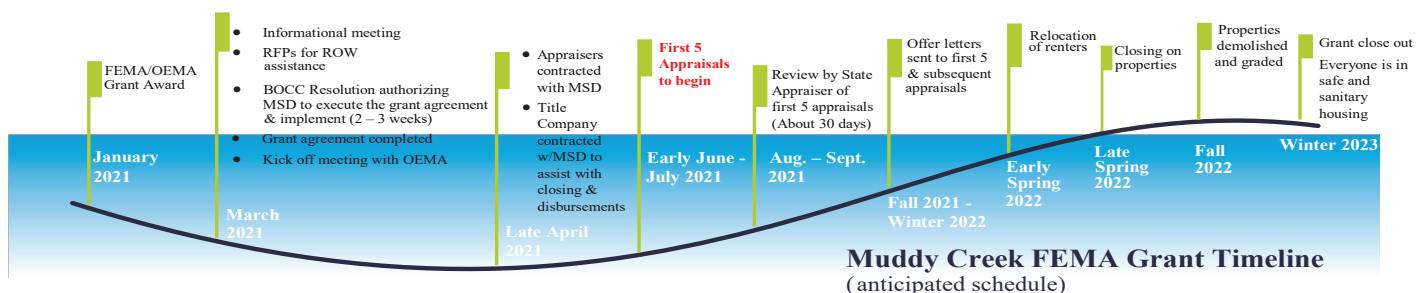 FEMA/OEMA
Grant Award
January
2021
• Informational meeting
• RFPs for ROW
assistance
• BOCC Resolution authorizing
MSD to execute the grant agreement
& implement (2 – 3 weeks)
• Grant agreement completed
• Kick off meeting with OEMA
March
2021
• Appraisers
contracted
with MSD
• Title
Company
contracted
w/MSD to
assist with
closing &
disbursements
Late April
2021
First 5
Appraisals
to begin
Early June -
July 2021
Review by State
Appraiser of
first 5 appraisals
(About 30 days)
Aug. – Sept.
2021
Offer letters
sent to first 5
& subsequent
appraisals
Fall 2021 -
Winter 2022
Relocation
of renters
Early
Spring
2022
Closing on
properties
Late
Spring
2022
Properties
demolished
and graded
Fall
2022
Grant close out
Everyone is in
safe and
sanitary
housing
Winter 2023
Muddy Creek FEMA Grant Timeline
(anticipated schedule)